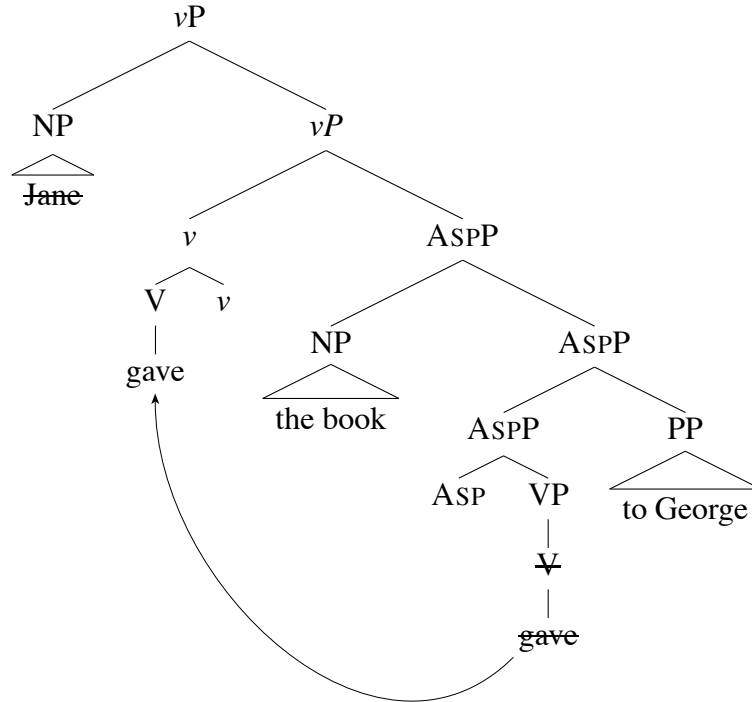 vP
NP vP
Jane
v ASPP
V v
NP ASPP
gave
the book
ASPP PP
ASP VP
to George
V
gave